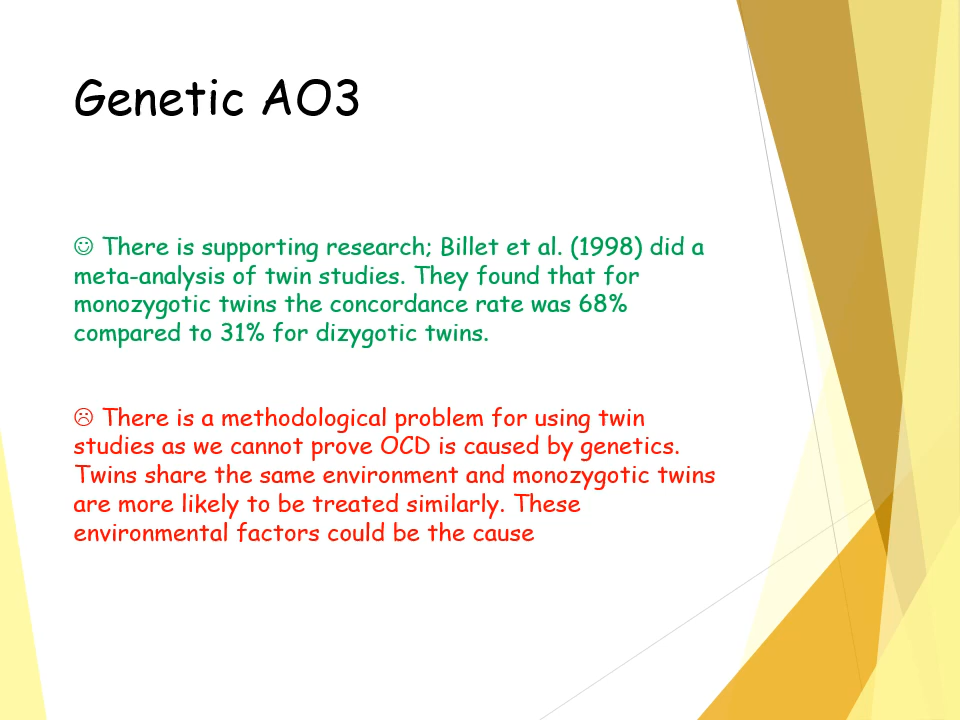 Genetic AO3
☺ There is supporting research; Billet et al. (1998) did a
meta-analysis of twin studies. They found that for
monozygotic twins the concordance rate was 68%
compared to 31% for dizygotic twins.
☹ There is a methodological problem for using twin
studies as we cannot prove OCD is caused by genetics.
Twins share the same environment and monozygotic twins
are more likely to be treated similarly. These
environmental factors could be the cause